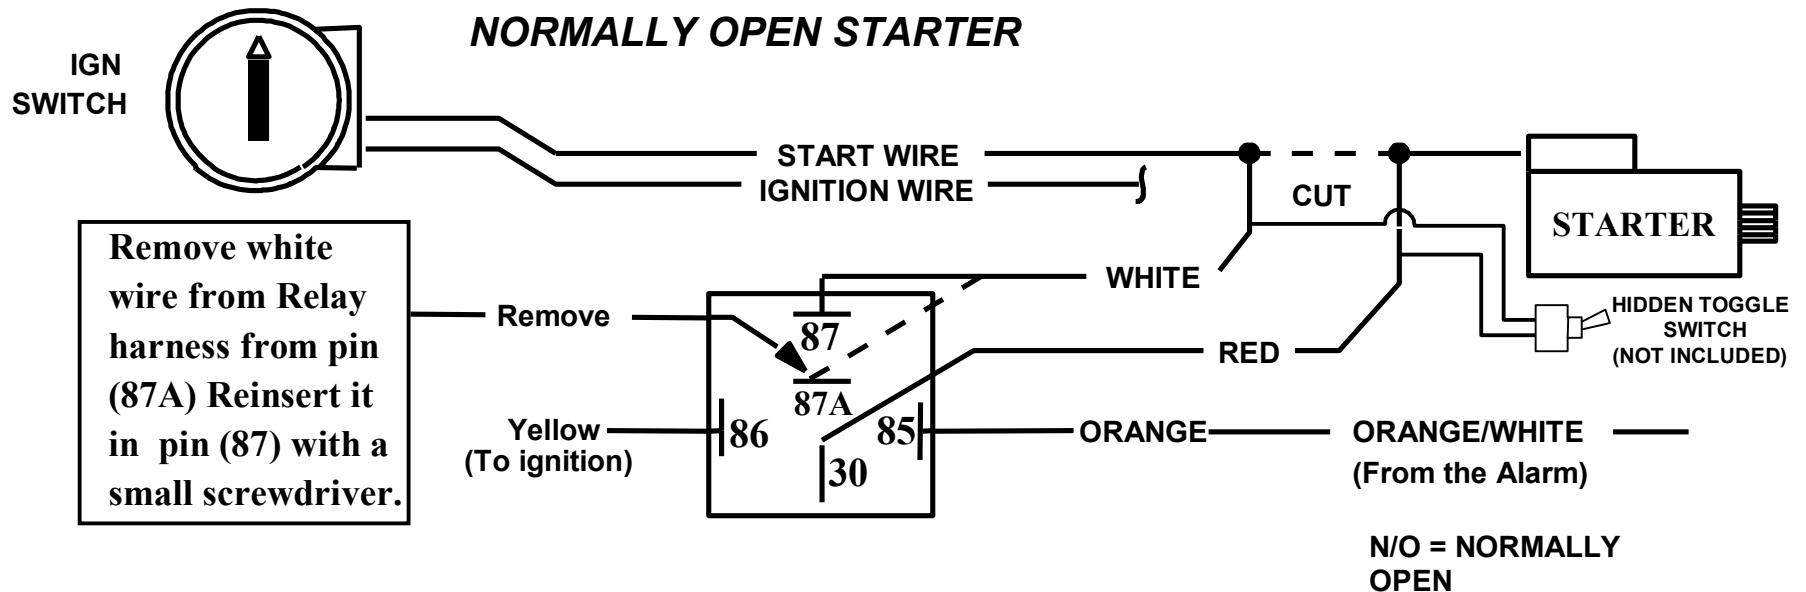 NORMALLY OPEN STARTER
IGN
SWITCH
START WIRE
IGNITION WIRE
CUT
STARTER
Remove white
wire from Relay
harness from pin
(87A) Reinsert it
in pin (87) with a
small screwdriver.
Remove
WHITE
87
87A
86
85
30
RED
HIDDEN TOGGLE
SWITCH
(NOT INCLUDED)
Yellow
(To ignition)
ORANGE
ORANGE/WHITE
(From the Alarm)
N/O = NORMALLY
OPEN